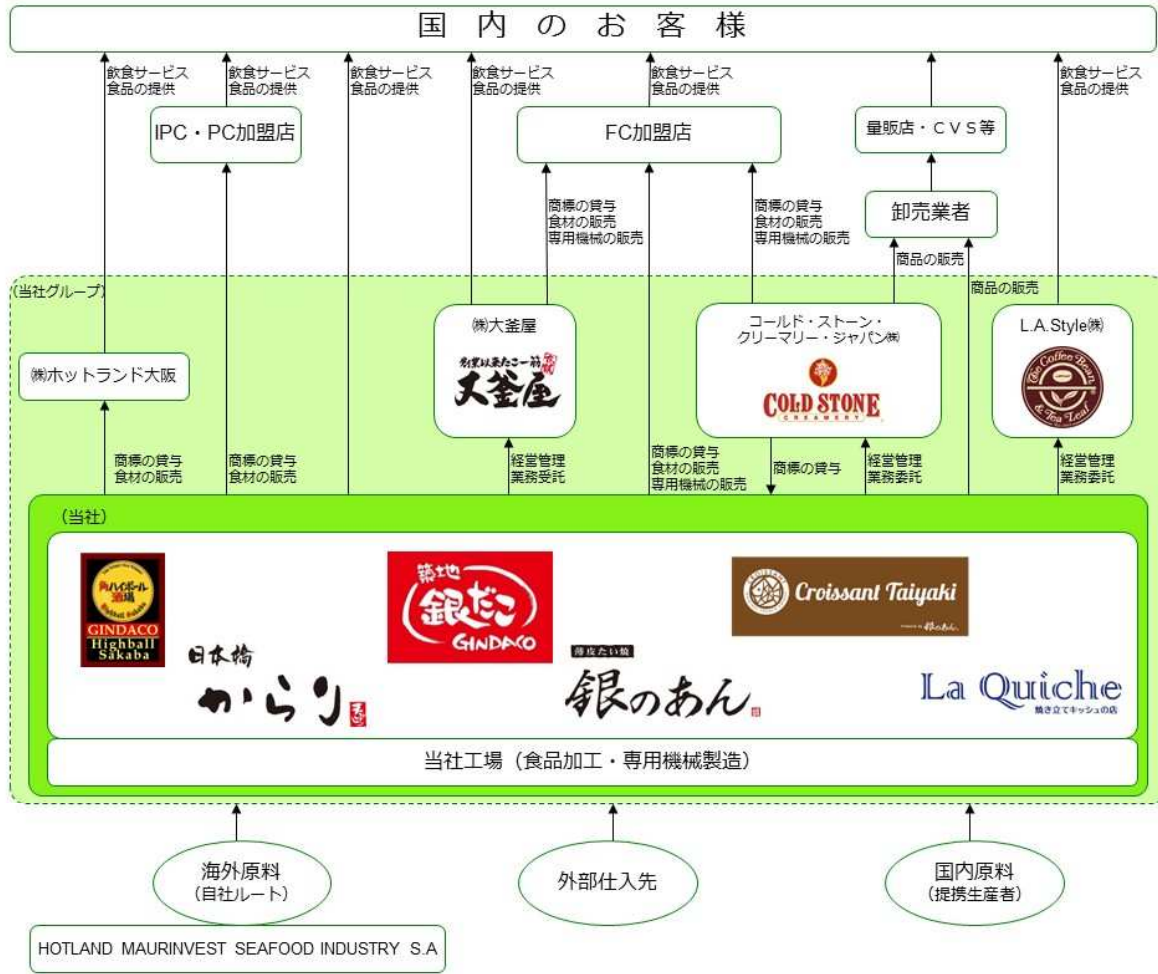 国内のお客様
飲食サービス
食品の提供
飲食サービス
食品の提供
飲食サービス
食品の提供
飲食サービス
食品の提供
飲食サービス
食品の提供
飲食サービス
食品の提供
IPC・PC加盟店
FC加盟店
量販店・CVS等
卸売業者
商標の貸与
食材の販売
専用機械の販売
商標の貸与
食材の販売
専用機械の販売
商品の販売
商品の販売
(当社グループ)
㈱ホットランド大阪
㈱大釜屋
創業以来たこ一筋
大釜屋
コールド・ストーン・
クリーマリー・ジャパン㈱
COLD STONE
CREAMERY
L.A.Style㈱
The Coffee Bean
& Tea Leaf
商標の貸与
食材の販売
商標の貸与
食材の販売
経営管理
業務受託
商標の貸与
食材の販売
専用機械の販売
商標の貸与
経営管理
業務委託
経営管理
業務委託
(当社)
角ハイボール
酒場
Highball Sakaba
GINDACO
Highball
Sakaba
日本橋
からり
築地
銀だこ
GINDACO
薄皮たい焼
銀のあん
Croissant Taiyaki
銀のあん
La Quiche
焼き立てキッシュの店
当社工場（食品加工・専用機械製造）
海外原料
（自社ルート）
外部仕入先
国内原料
（提携生産者）
HOTLAND MAURINVEST SEAFOOD INDUSTRY S.A